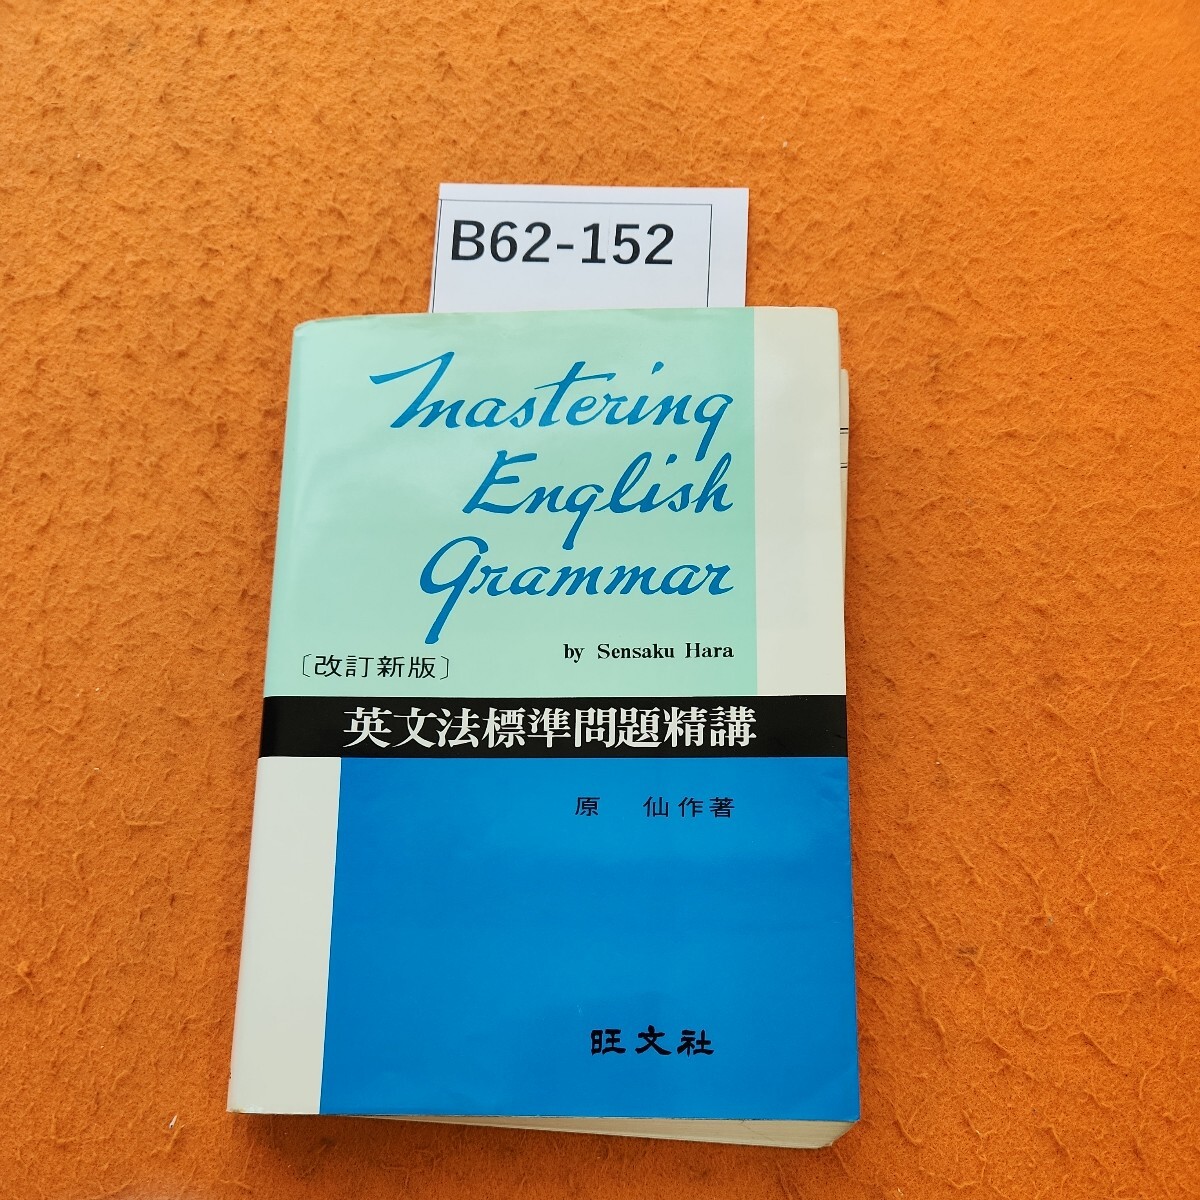 B62-152
Mastering
English
Grammar
by Sensaku Hara
〔改訂新版〕
英文法標準問題精講
原 仙作著
旺文社